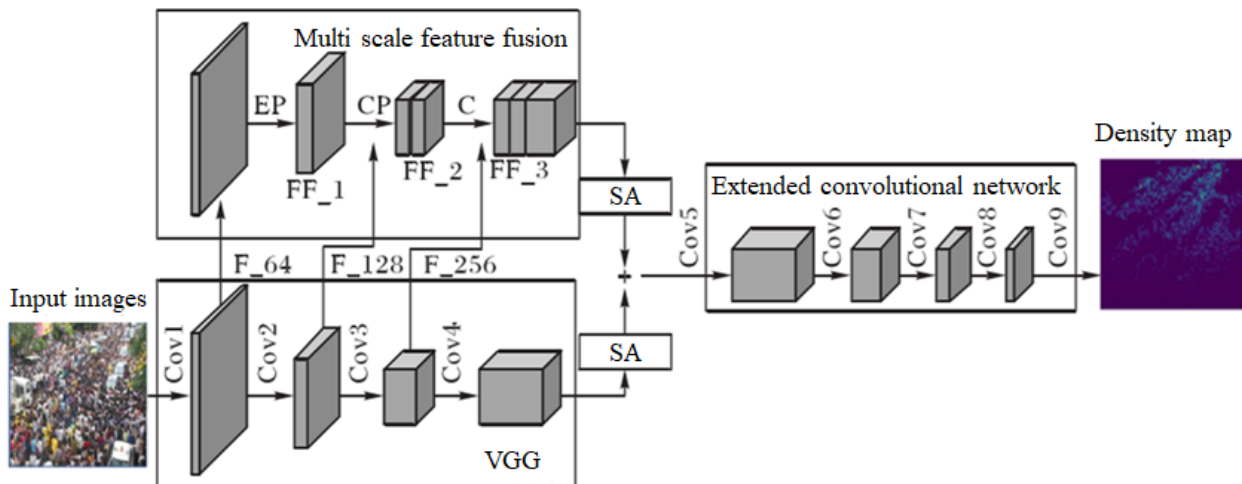 Multi scale feature fusion
EP
CP
C
FF_1
FF_2
FF_3
SA
F_64
F_128
F_256
Input images
Cov1
Cov2
Cov3
Cov4
VGG
SA
+
Cov5
Extended convolutional network
Cov6
Cov7
Cov8
Cov9
Density map